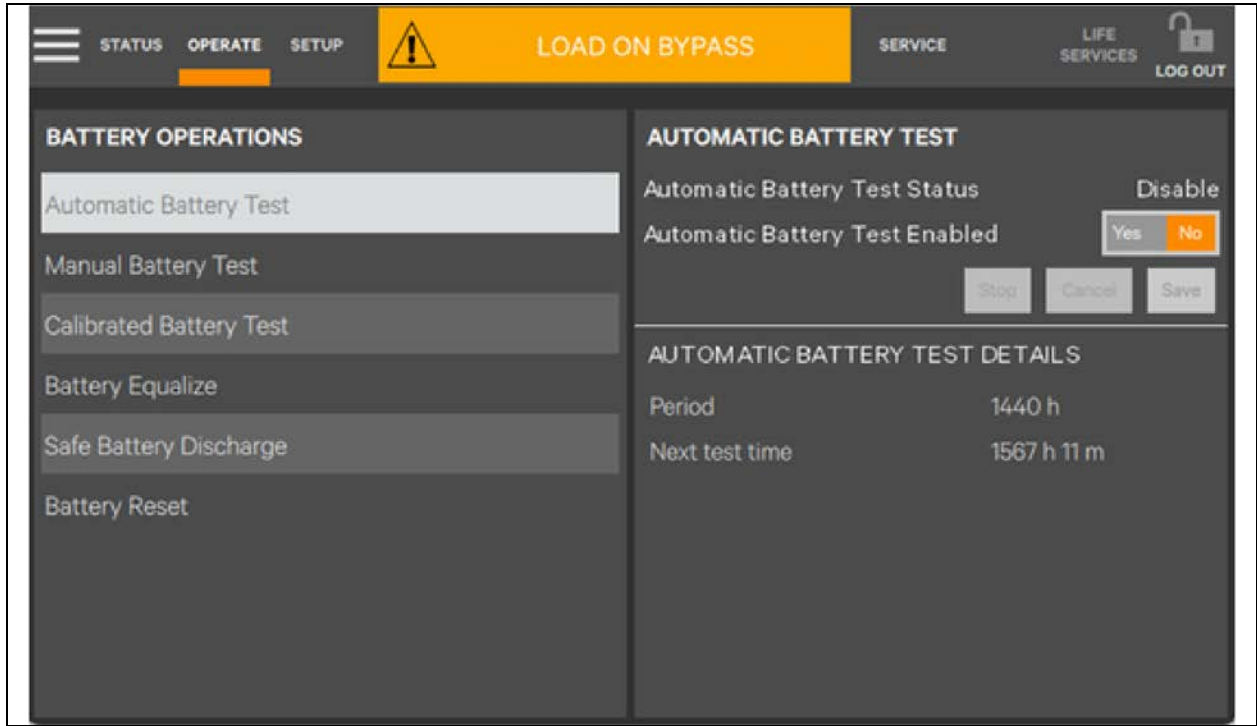 STATUS OPERATE SETUP LOAD ON BYPASS SERVICE LIFE SERVICES LOG OUT
BATTERY OPERATIONS
Automatic Battery Test
Manual Battery Test
Calibrated Battery Test
Battery Equalize
Safe Battery Discharge
Battery Reset
AUTOMATIC BATTERY TEST
Automatic Battery Test Status Disable
Automatic Battery Test Enabled Yes No
Stop Cancel Save
AUTOMATIC BATTERY TEST DETAILS
Period 1440 h
Next test time 1567 h 11 m